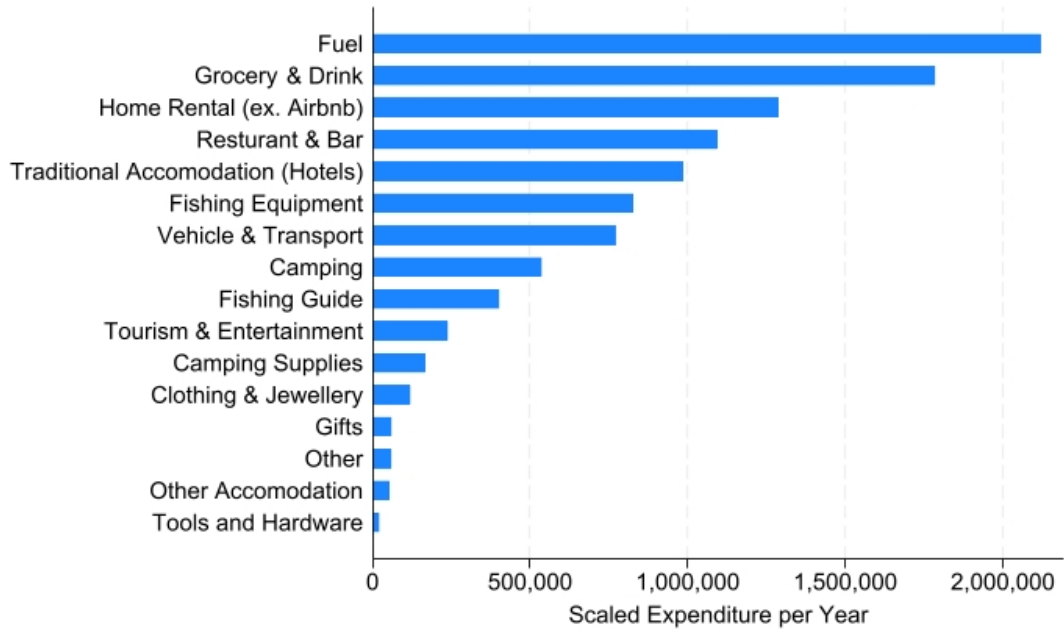 Fuel
Grocery & Drink
Home Rental (ex. Airbnb)
Resturant & Bar
Traditional Accomodation (Hotels)
Fishing Equipment
Vehicle & Transport
Camping
Fishing Guide
Tourism & Entertainment
Camping Supplies
Clothing & Jewellery
Gifts
Other
Other Accomodation
Tools and Hardware
0 500,000 1,000,000 1,500,000 2,000,000
Scaled Expenditure per Year